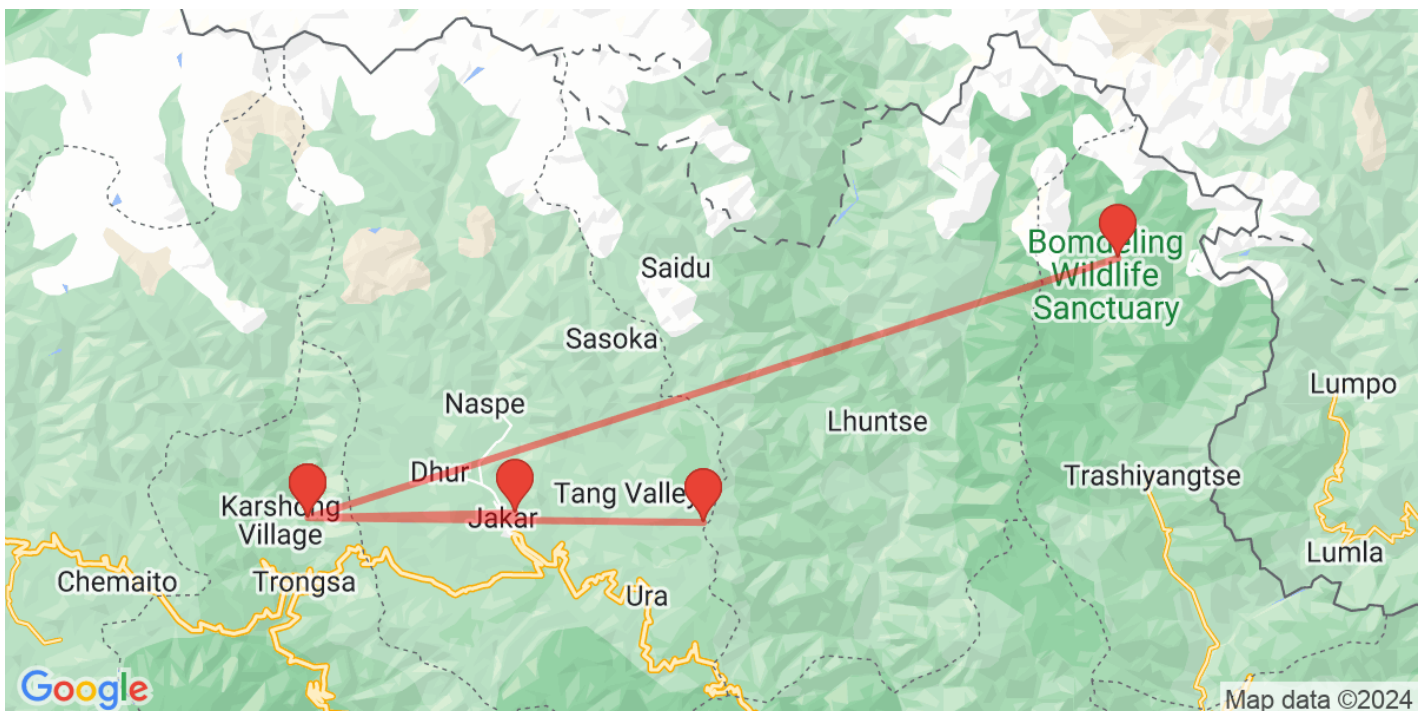 Bomdeling
Wildlife
Sanctuary
Saidu
Sasoka
Lumpo
Naspe
Lhuntse
Dhur
Trashiyangtse
Tang Valley
Karshong
Village
Jakar
Lumla
Chemaito
Trongsa
Ura
Google
Map data ©2024